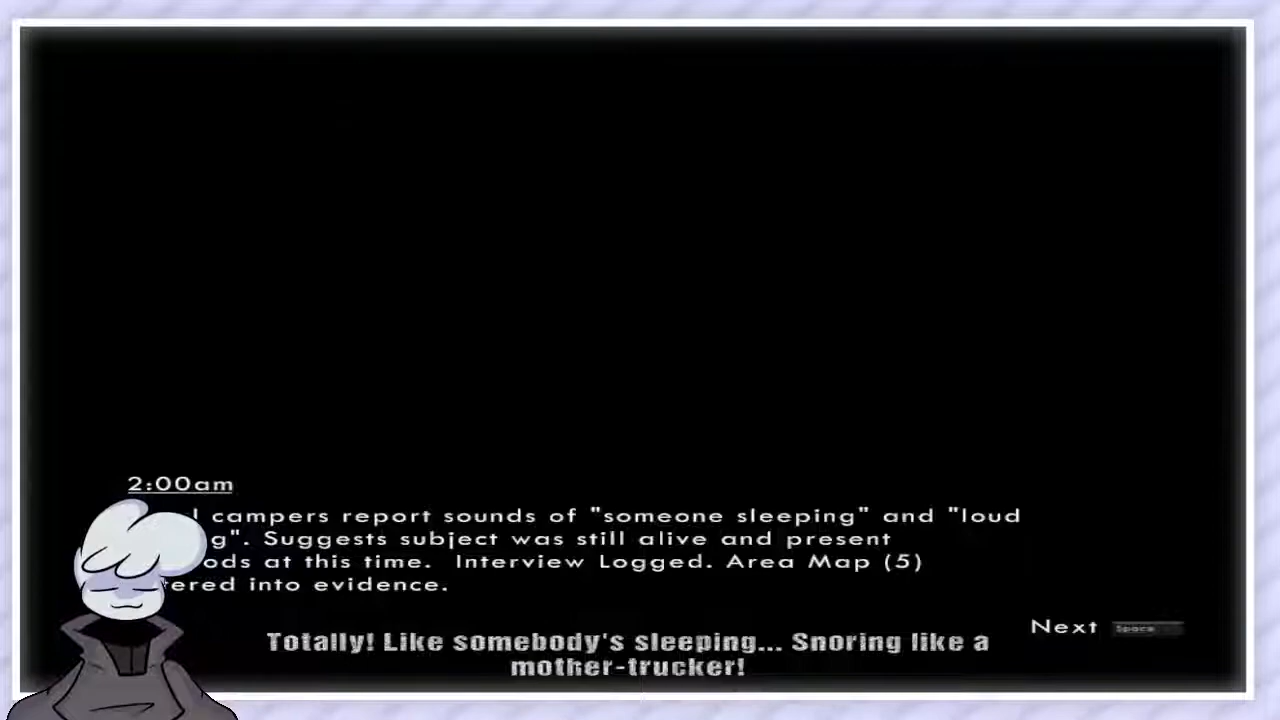 2:00am
l campers report sounds of "someone sleeping" and "loud
g". Suggests subject was still alive and present
ods at this time. Interview Logged. Area Map (5)
ered into evidence.
Next Space
Totally! Like somebody's sleeping... Snoring like a
mother-trucker!